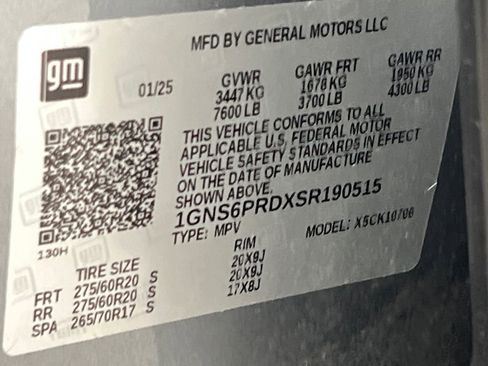 gm
MFD BY GENERAL MOTORS LLC
01/25 GVWR GAWR FRT GAWR RR
3447 KG 1678 KG 1950 KG
7600 LB 3700 LB 4300 LB
THIS VEHICLE CONFORMS TO ALL
APPLICABLE U.S. FEDERAL MOTOR
VEHICLE SAFETY STANDARDS IN EFFECT
ON THE DATE OF MANUFACTURE
SHOWN ABOVE.
1GNS6PRDXSR190515
TYPE: MPV MODEL: X5CK10706
130H
TIRE SIZE RIM
FRT 275/60R20 S 20X9J
RR 275/60R20 S 20X9J
SPA 265/70R17 S 17X8J